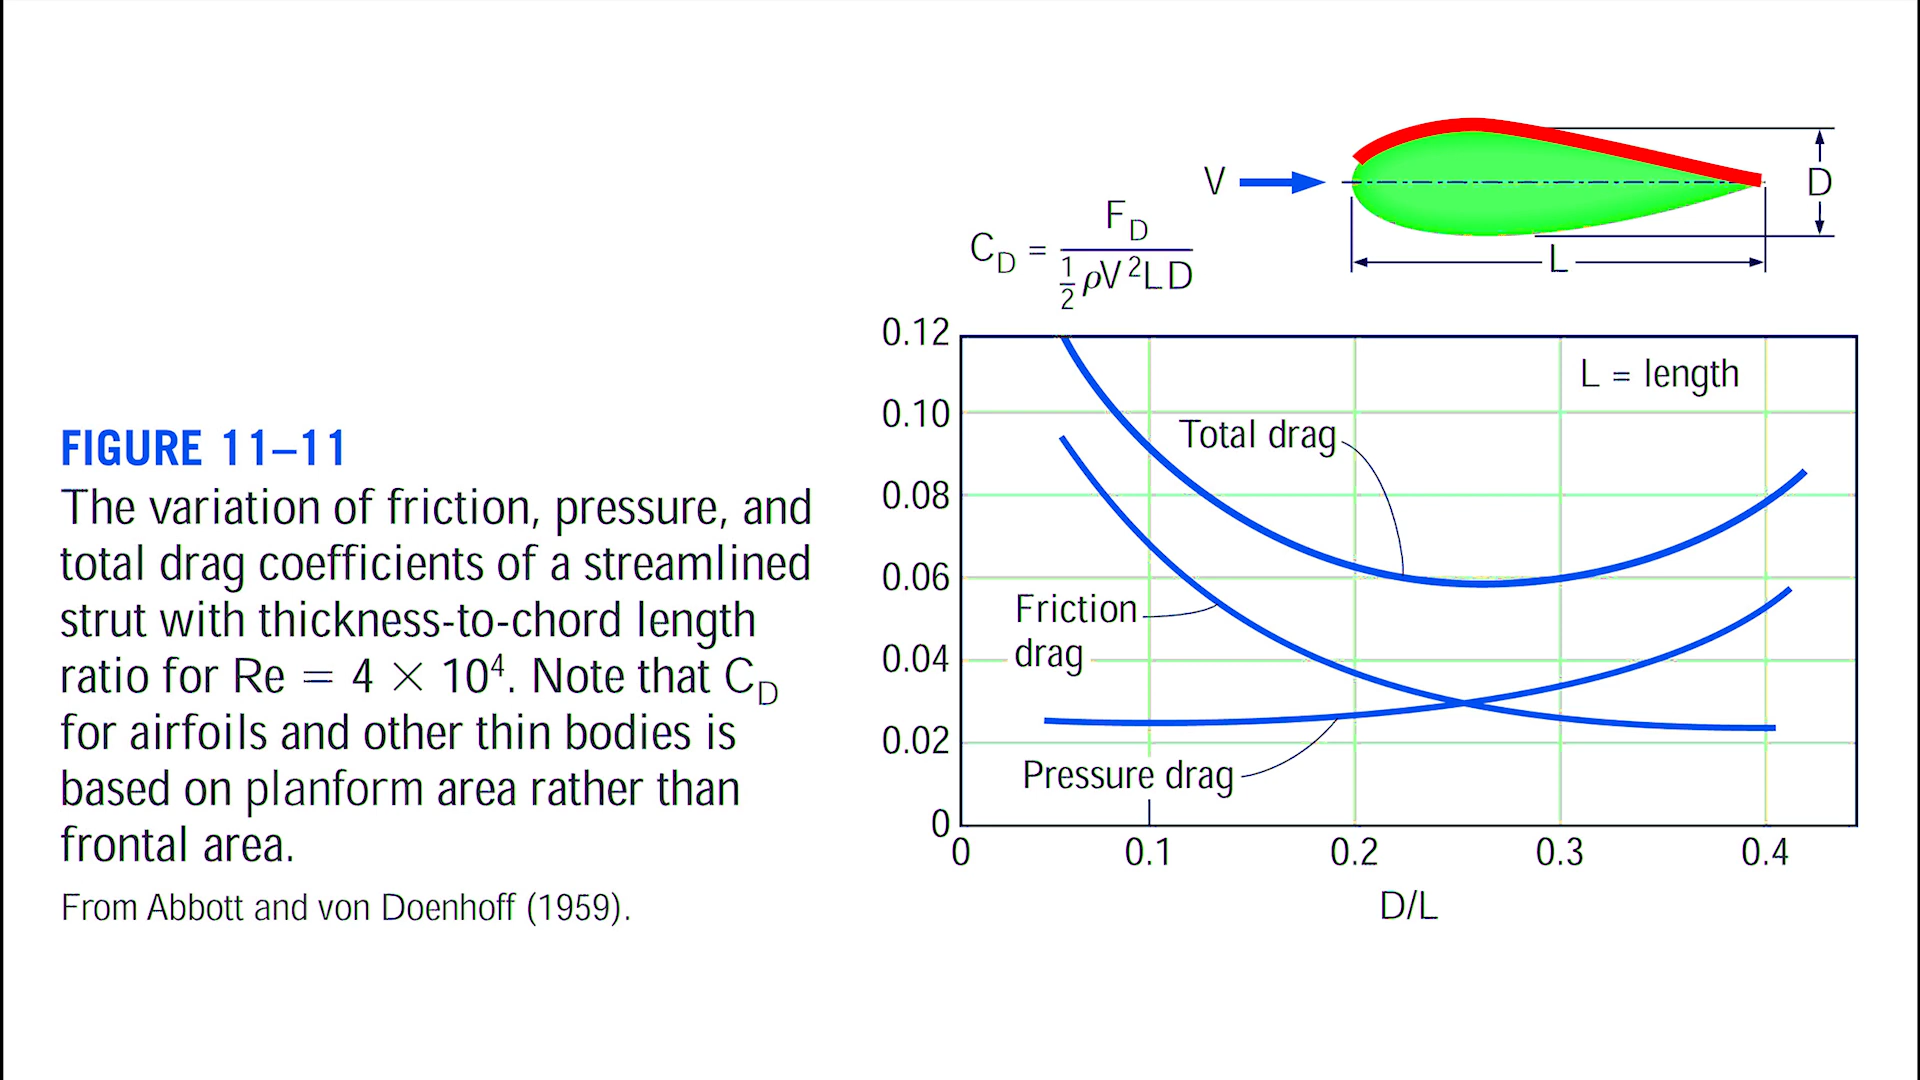 FIGURE 11–11
The variation of friction, pressure, and
total drag coefficients of a streamlined
strut with thickness-to-chord length
ratio for Re = 4 × 10⁴. Note that C_D
for airfoils and other thin bodies is
based on planform area rather than
frontal area.
From Abbott and von Doenhoff (1959).
V
D
L
C_D = F_D / ½ρV²LD
0.12
0.10
0.08
0.06
0.04
0.02
0
L = length
Total drag
Friction
drag
Pressure drag
0 0.1 0.2 0.3 0.4
D/L